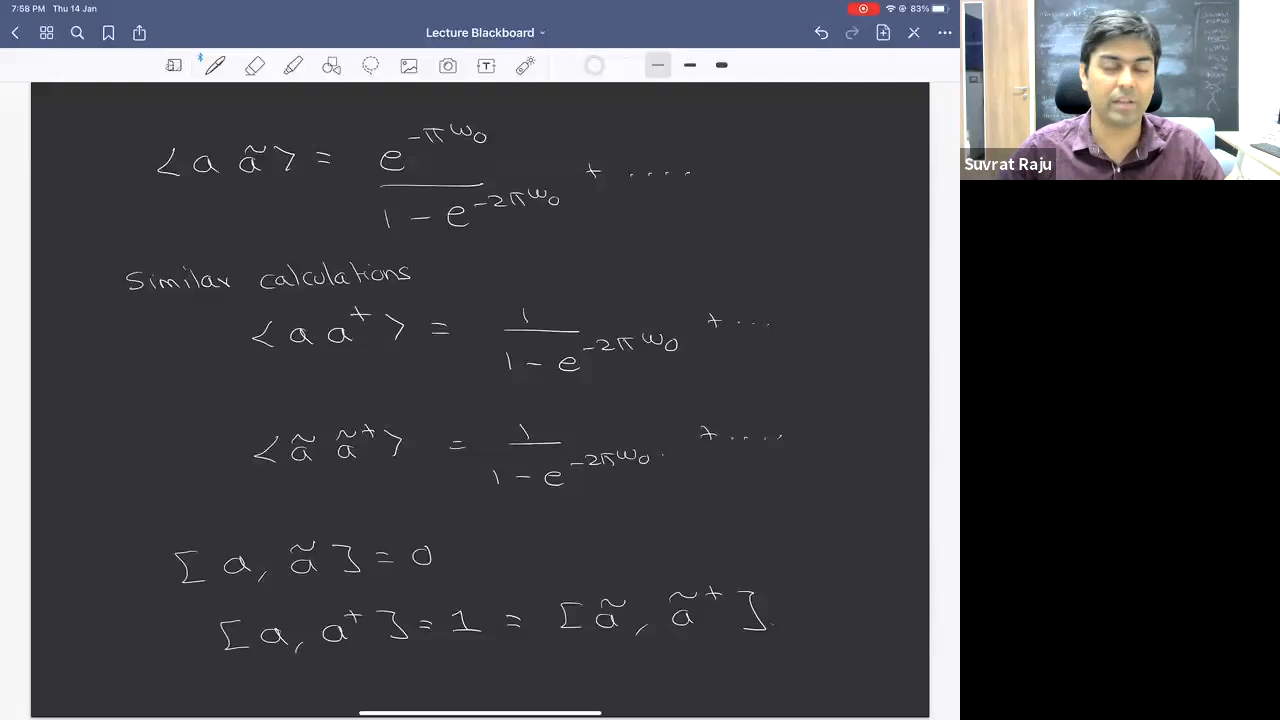 7:58 PM Thu 14 Jan
83%
Lecture Blackboard
Suvrat Raju
< a ã > = e^{-πω₀} / (1 - e^{-2πω₀}) + ....
Similar calculations
< a a† > = 1 / (1 - e^{-2πω₀}) + ...
< ã ㆠ> = 1 / (1 - e^{-2πω₀}) + ....
[ a, ã ] = 0
[ a, a† ] = 1 = [ ã, ㆠ].